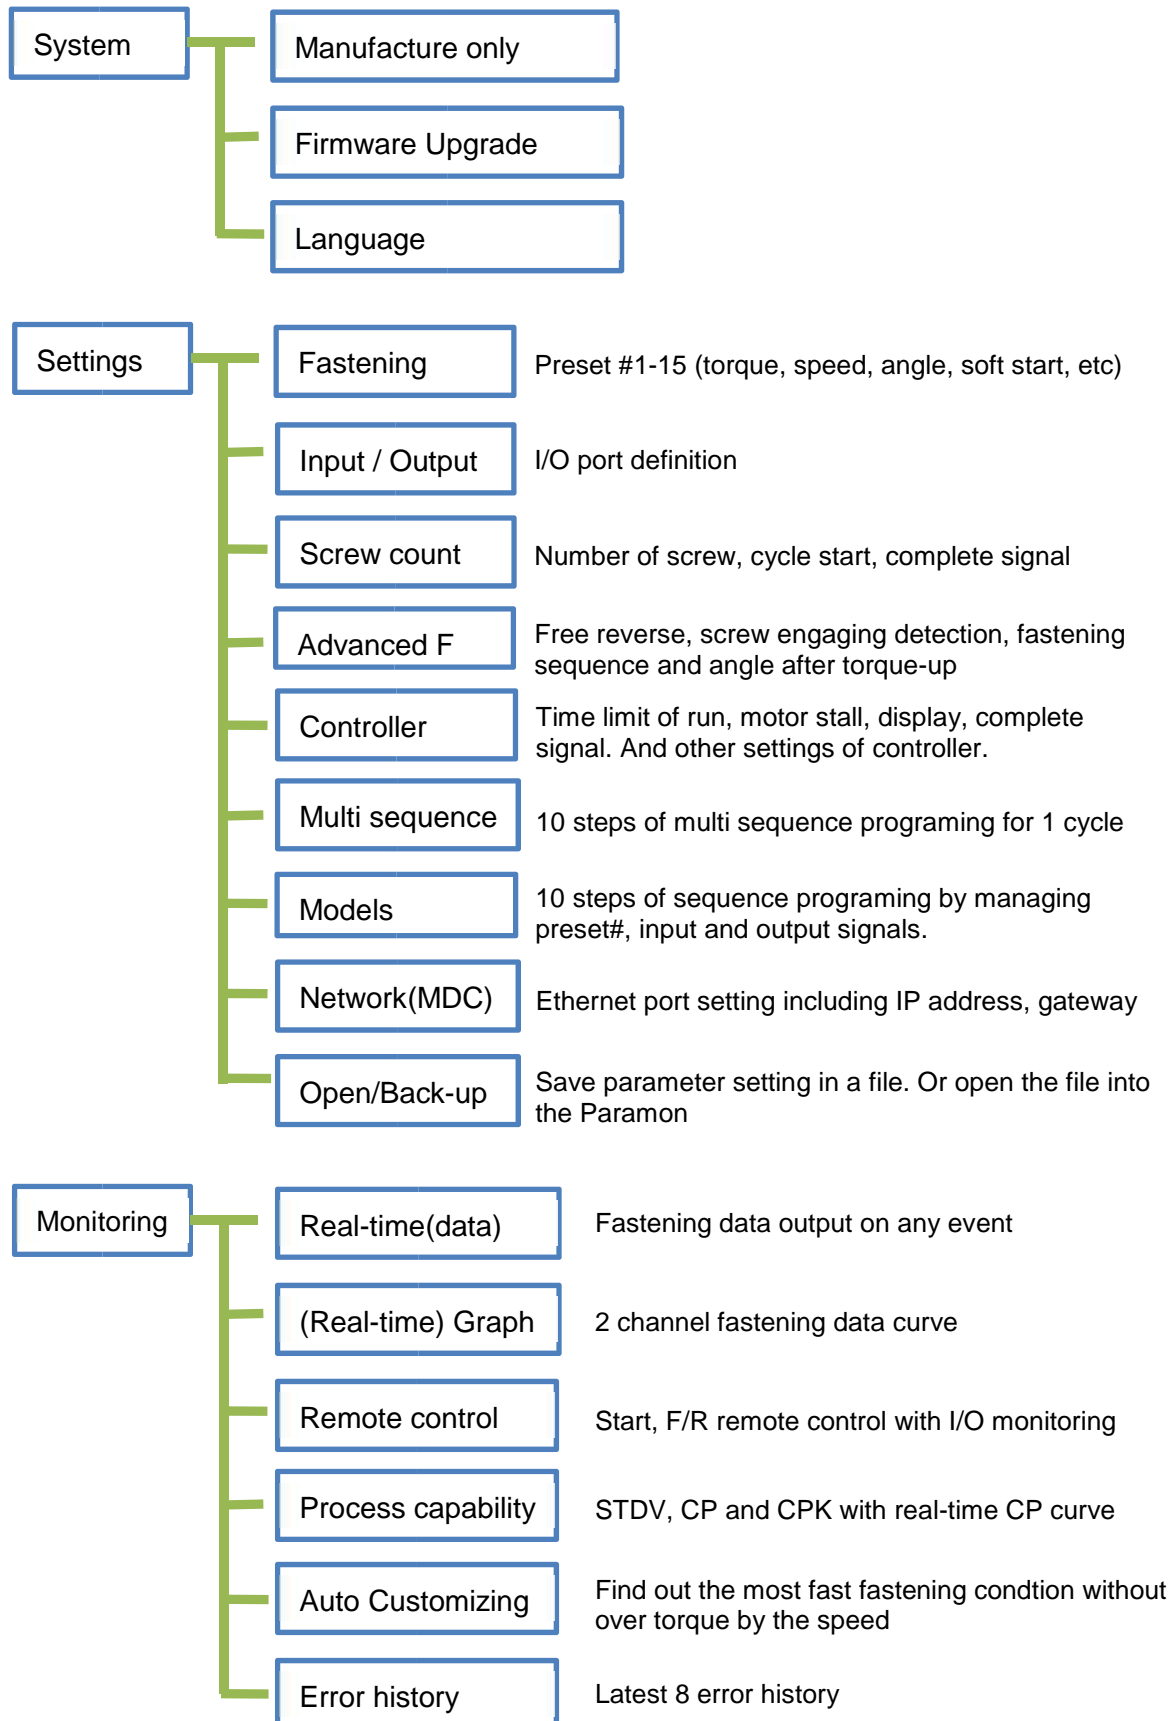 System
Manufacture only
Firmware Upgrade
Language
Settings
Fastening
Preset #1-15 (torque, speed, angle, soft start, etc)
Input / Output
I/O port definition
Screw count
Number of screw, cycle start, complete signal
Advanced F
Free reverse, screw engaging detection, fastening
sequence and angle after torque-up
Controller
Time limit of run, motor stall, display, complete
signal. And other settings of controller.
Multi sequence
10 steps of multi sequence programing for 1 cycle
Models
10 steps of sequence programing by managing
preset#, input and output signals.
Network(MDC)
Ethernet port setting including IP address, gateway
Open/Back-up
Save parameter setting in a file. Or open the file into
the Paramon
Monitoring
Real-time(data)
Fastening data output on any event
(Real-time) Graph
2 channel fastening data curve
Remote control
Start, F/R remote control with I/O monitoring
Process capability
STDV, CP and CPK with real-time CP curve
Auto Customizing
Find out the most fast fastening condtion without
over torque by the speed
Error history
Latest 8 error history